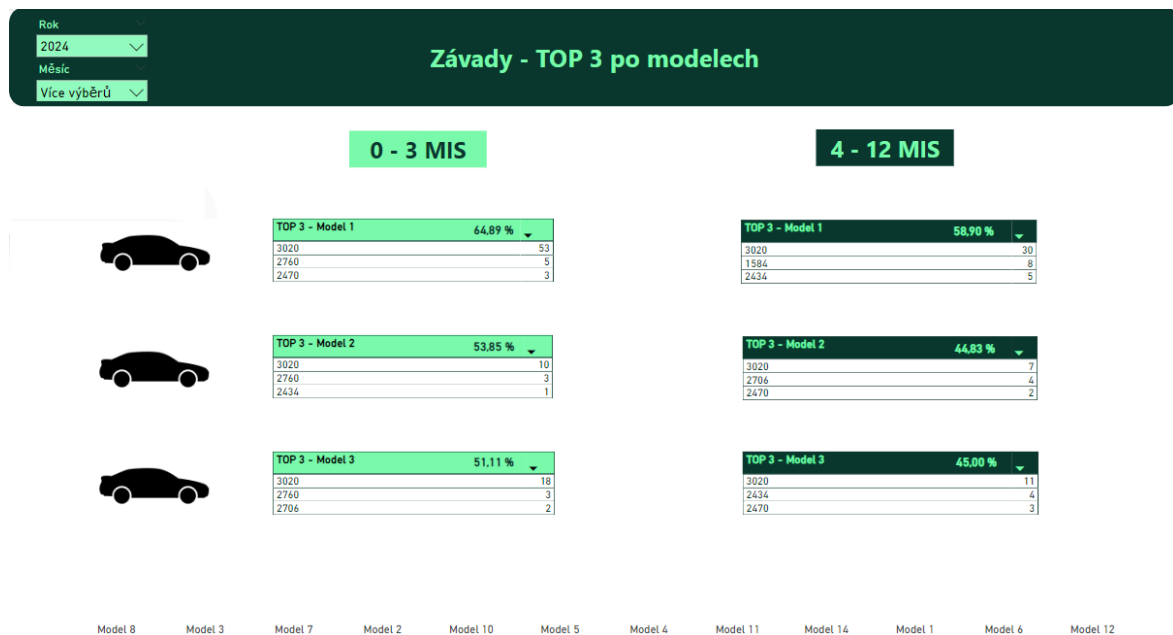 Rok
2024
Měsíc
Více výběrů
Závady - TOP 3 po modelech
0 - 3 MIS
4 - 12 MIS
TOP 3 - Model 1 64,89 %
3020 53
2760 5
2470 3
TOP 3 - Model 1 58,90 %
3020 30
1584 8
2434 5
TOP 3 - Model 2 53,85 %
3020 10
2760 3
2434 1
TOP 3 - Model 2 44,83 %
3020 7
2706 4
2470 2
TOP 3 - Model 3 51,11 %
3020 18
2760 3
2706 2
TOP 3 - Model 3 45,00 %
3020 11
2434 4
2470 3
Model 8 Model 3 Model 7 Model 2 Model 10 Model 5 Model 4 Model 11 Model 14 Model 1 Model 6 Model 12